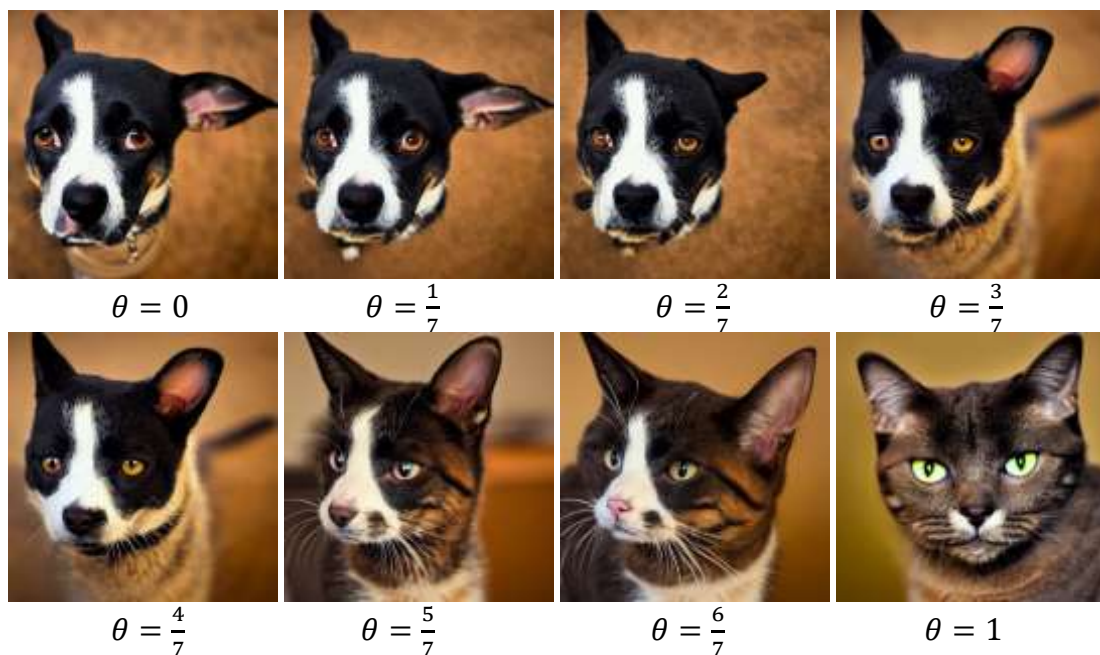 θ = 0
θ = 1/7
θ = 2/7
θ = 3/7
θ = 4/7
θ = 5/7
θ = 6/7
θ = 1